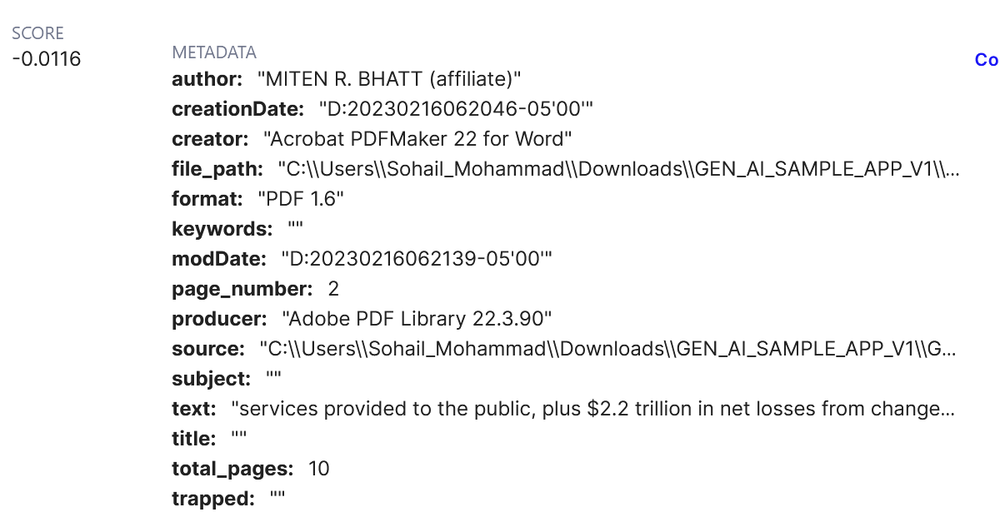 SCORE
-0.0116
METADATA
Co
author: "MITEN R. BHATT (affiliate)"
creationDate: "D:20230216062046-05'00'"
creator: "Acrobat PDFMaker 22 for Word"
file_path: "C:\\Users\\Sohail_Mohammad\\Downloads\\GEN_AI_SAMPLE_APP_V1\\...
format: "PDF 1.6"
keywords: ""
modDate: "D:20230216062139-05'00'"
page_number: 2
producer: "Adobe PDF Library 22.3.90"
source: "C:\\Users\\Sohail_Mohammad\\Downloads\\GEN_AI_SAMPLE_APP_V1\\G...
subject: ""
text: "services provided to the public, plus $2.2 trillion in net losses from change...
title: ""
total_pages: 10
trapped: ""